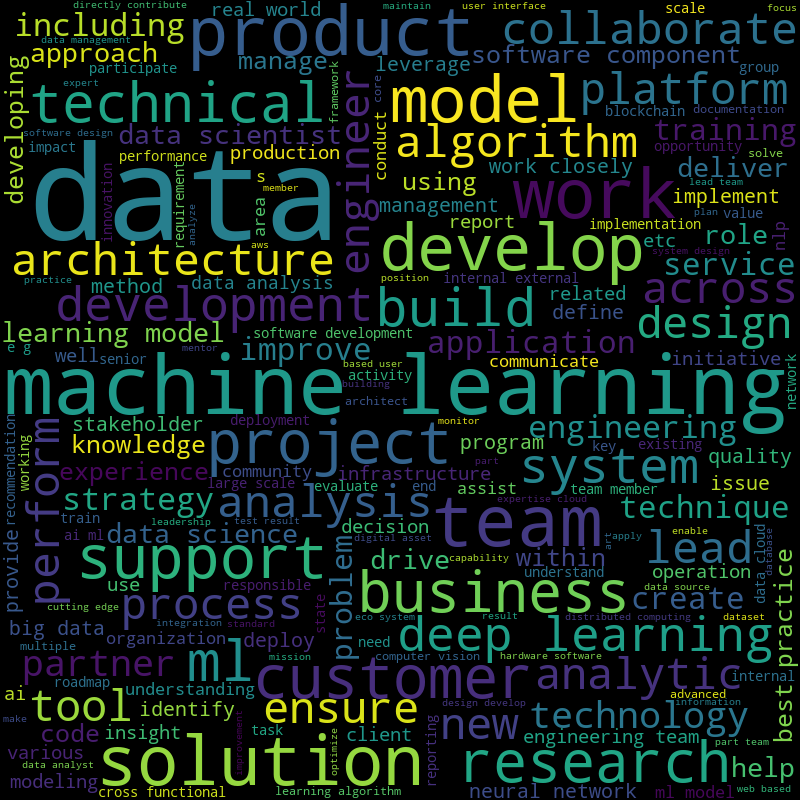 directly contribute
real world
maintain
user interface
scale
focus
including
product
collaborate
data management
approach
manage
leverage
software component
group
participate
platform
developing
expert
technical
framework
model
core
blockchain
documentation
software design
data scientist
engineer
conduct
algorithm
training
opportunity
impact
performance
production
work closely
deliver
solve
innovation
data
requirement
analyze
s
member
area
using
work
lead team
implement
management
report
implementation
plan
value
nlp
aws
architecture
develop
etc
role
system design
practice
method
data analysis
position
internal external
service
development
build
related
define
across
learning model
software development
application
design
e g
well
senior
mentor
improve
based user
activity
communicate
initiative
network
machine learning
building
architect
stakeholder
deployment
monitor
engineering
recommendation
working
knowledge
project
program
key
existing
quality
perform
experience
community
infrastructure
part
system
large scale
evaluate
end
assist
expertise cloud
team member
issue
strategy
analysis
team
technique
train
leadership
test result
digital asset
decision
art
apply
enable
ai ml
data science
problem
lead
data cloud
database
provide
support
drive
capability
within
understand
operation
use
responsible
data source
cutting edge
process
state
business
create
best practice
integration
standard
eco system
result
distributed computing
dataset
big data
organization
deploy
need
deep learning
multiple
partner
ml
mission
computer vision
hardware software
roadmap
understanding
customer
analytic
internal
ai
tool
identify
ensure
advanced
make
design develop
information
code
insight
task
improvement
optimize
client
reporting
new
technology
various
engineering team
part team
data analyst
solution
research
help
modeling
cross functional
learning algorithm
neural network
ml model
web based